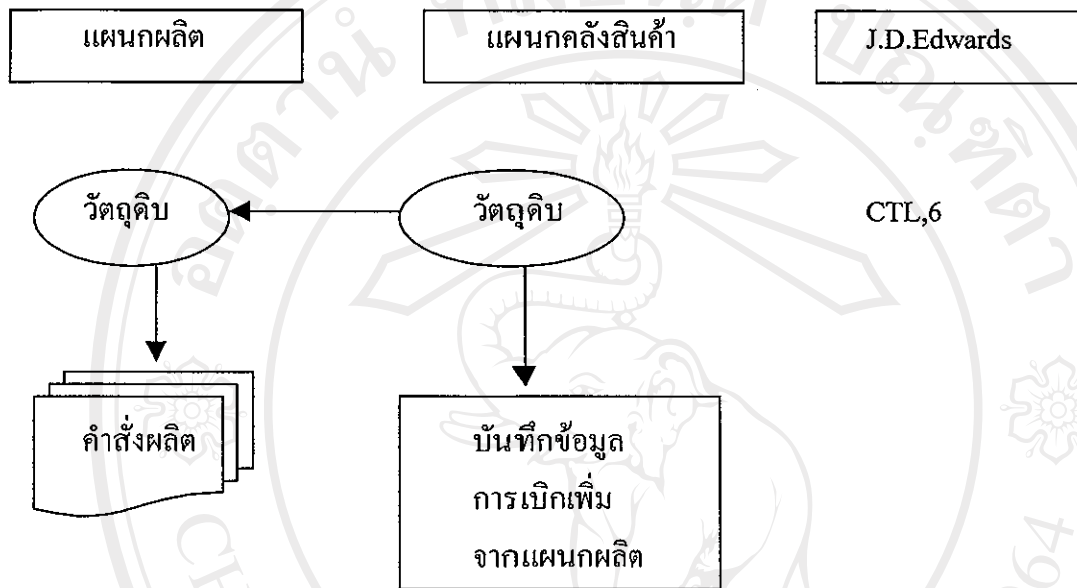 แผนกผลิต
แผนกคลังสินค้า
J.D.Edwards
วัตถุดิบ
วัตถุดิบ
CTL,6
คำสั่งผลิต
บันทึกข้อมูล
การเบิกเพิ่ม
จากแผนกผลิต